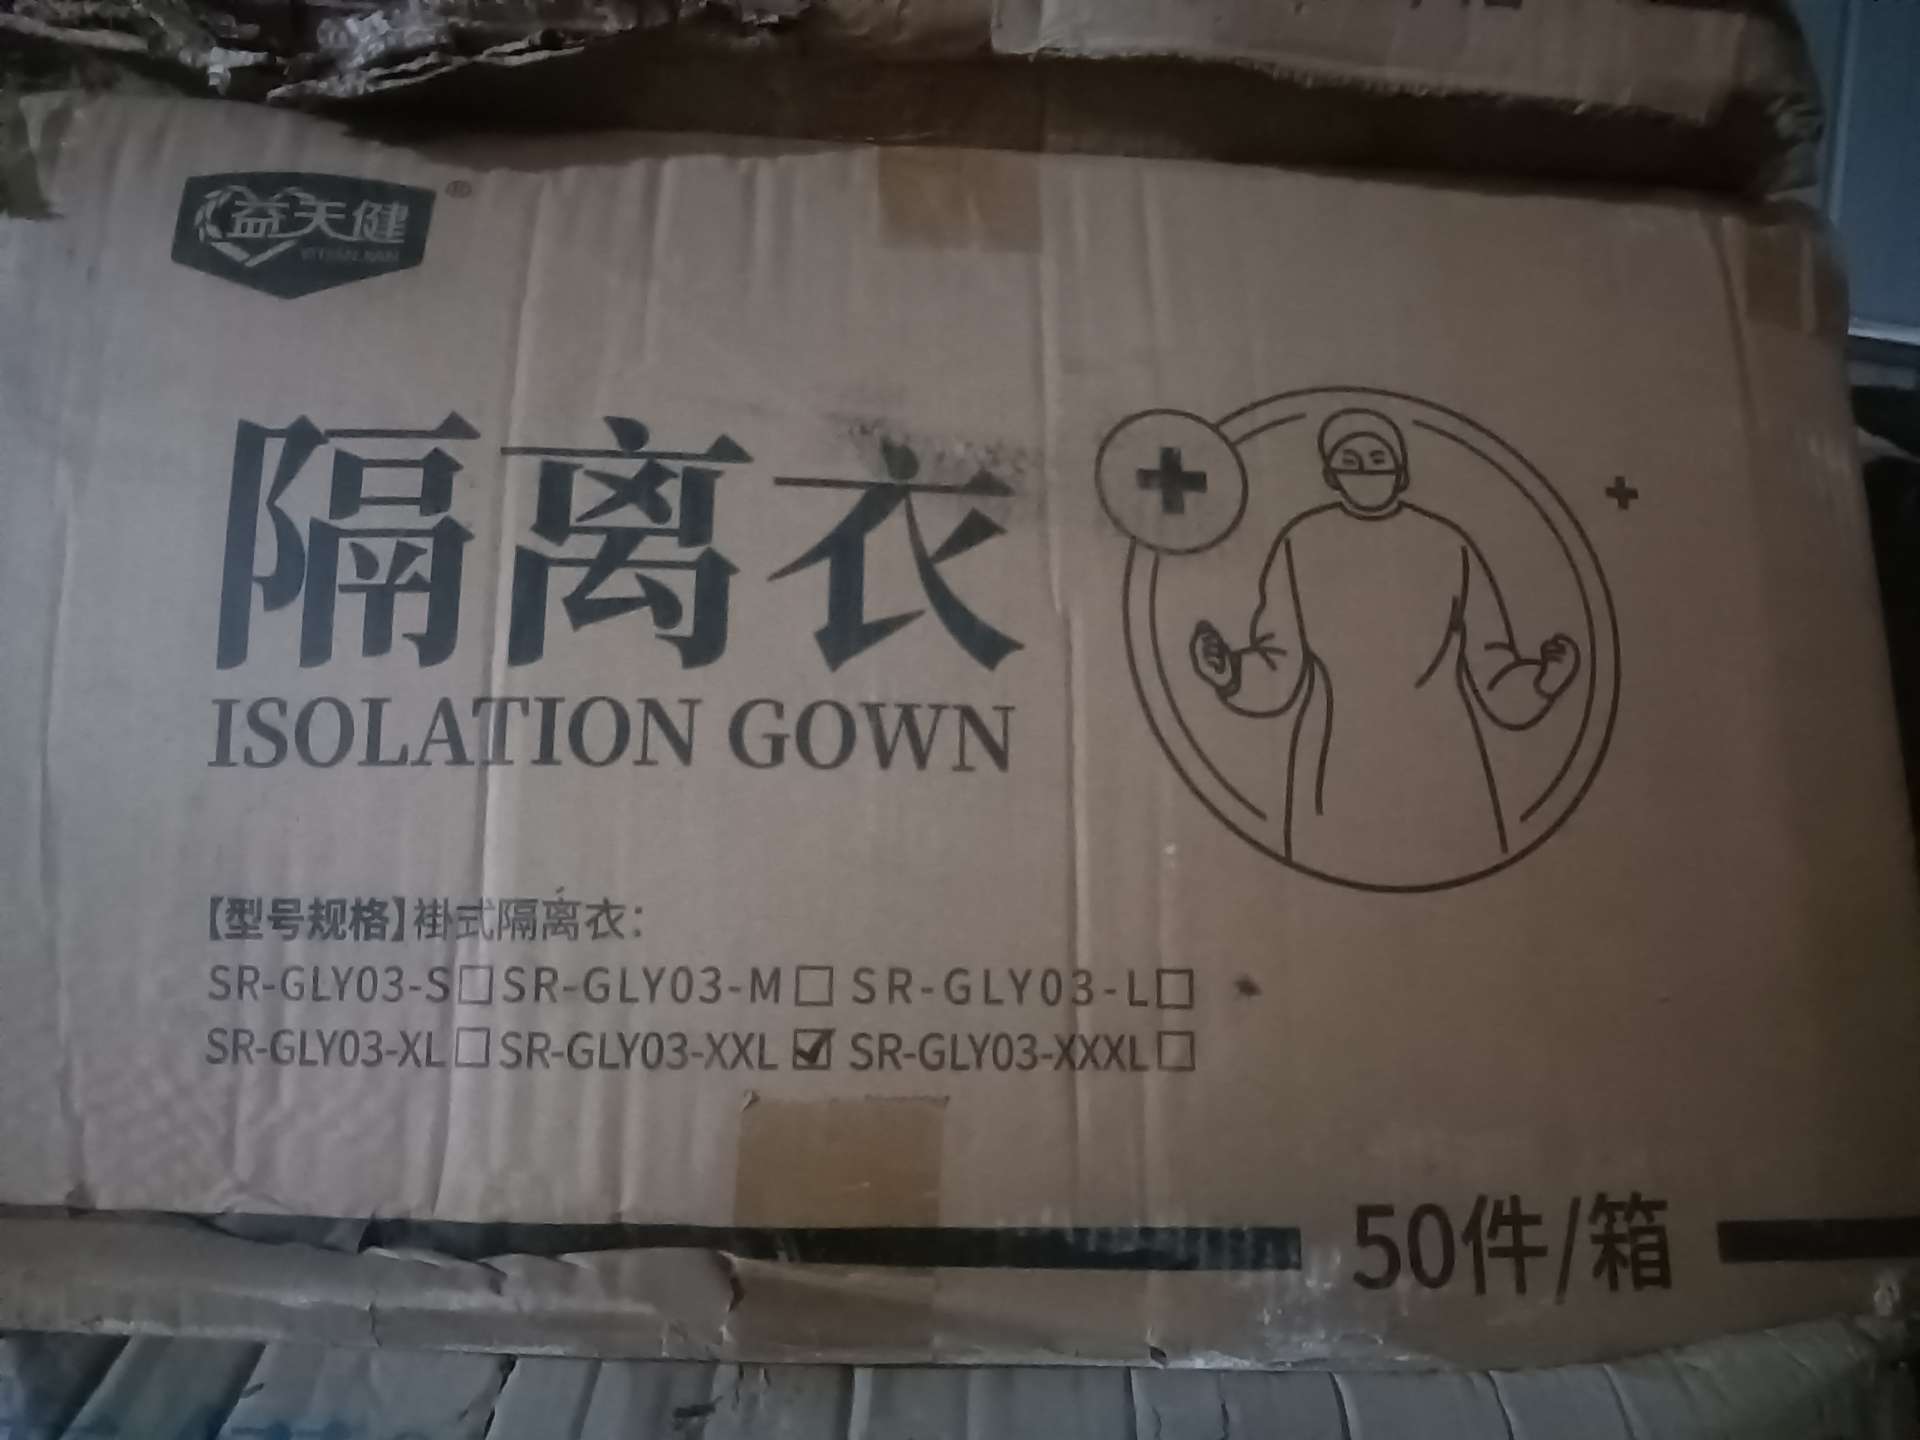 益天健®
YITIANJIAN
隔离衣
ISOLATION GOWN
【型号规格】褂式隔离衣：
SR-GLY03-S□SR-GLY03-M□ SR-GLY03-L□
SR-GLY03-XL□SR-GLY03-XXL☑ SR-GLY03-XXXL□
50件/箱